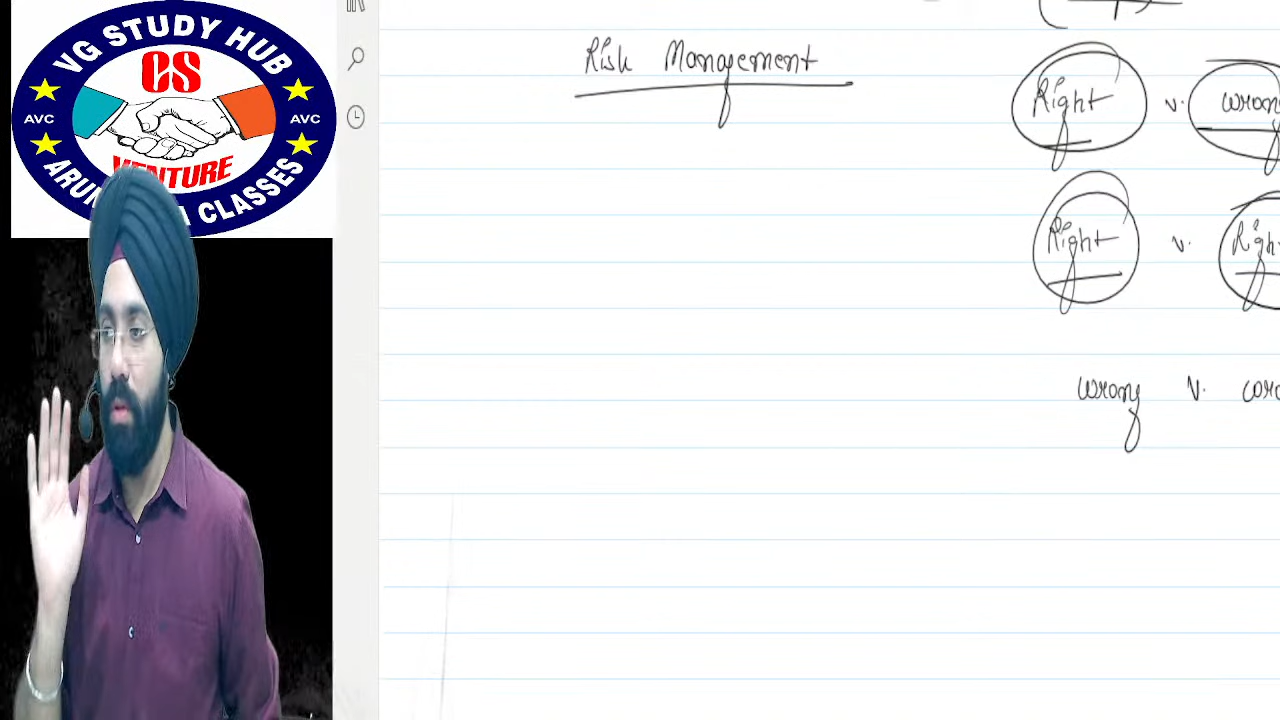 VG STUDY HUB
CS
AVC
AVC
VENTURE
CLASSES
Risk Management
Right v.
Right v.
wrong v.